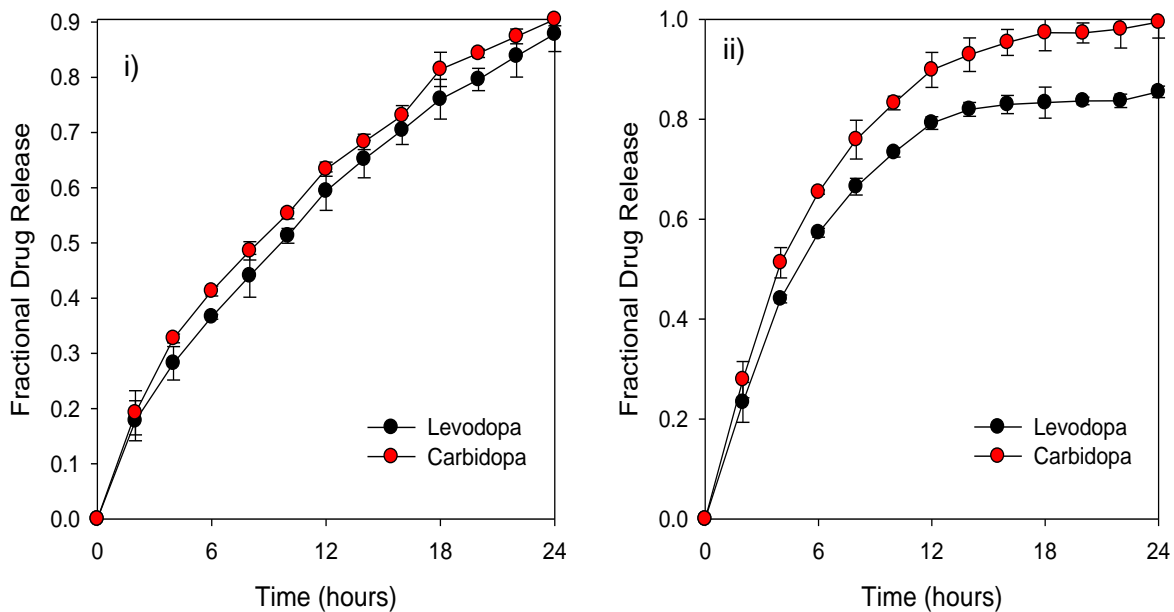 i)
Fractional Drug Release
0.9
0.8
0.7
0.6
0.5
0.4
0.3
0.2
0.1
0.0
Levodopa
Carbidopa
0 6 12 18 24
Time (hours)
ii)
Fractional Drug Release
1.0
0.8
0.6
0.4
0.2
0.0
Levodopa
Carbidopa
0 6 12 18 24
Time (hours)